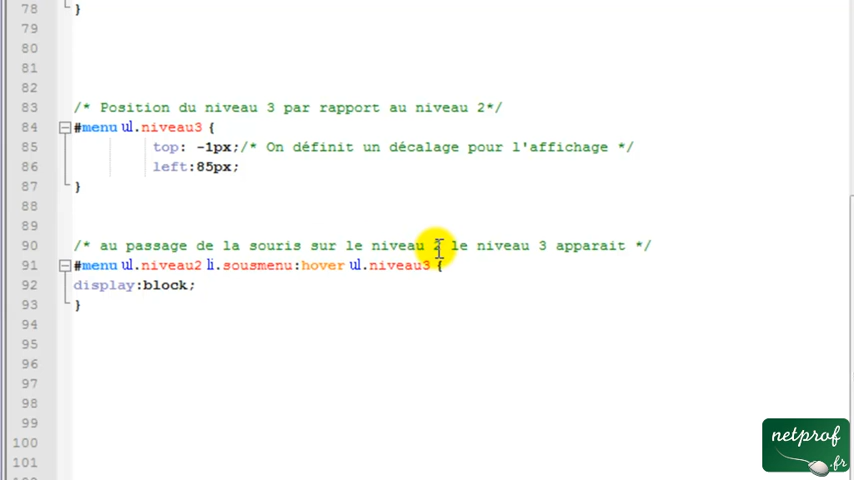 78 }
79
80
81
82
83 /* Position du niveau 3 par rapport au niveau 2*/
84 #menu ul.niveau3 {
85 top: -1px;/* On définit un décalage pour l'affichage */
86 left:85px;
87 }
88
89
90 /* au passage de la souris sur le niveau 2 le niveau 3 apparait */
91 #menu ul.niveau2 li.sousmenu:hover ul.niveau3 {
92 display:block;
93 }
94
95
96
97
98
99
100
101
netprof
.fr